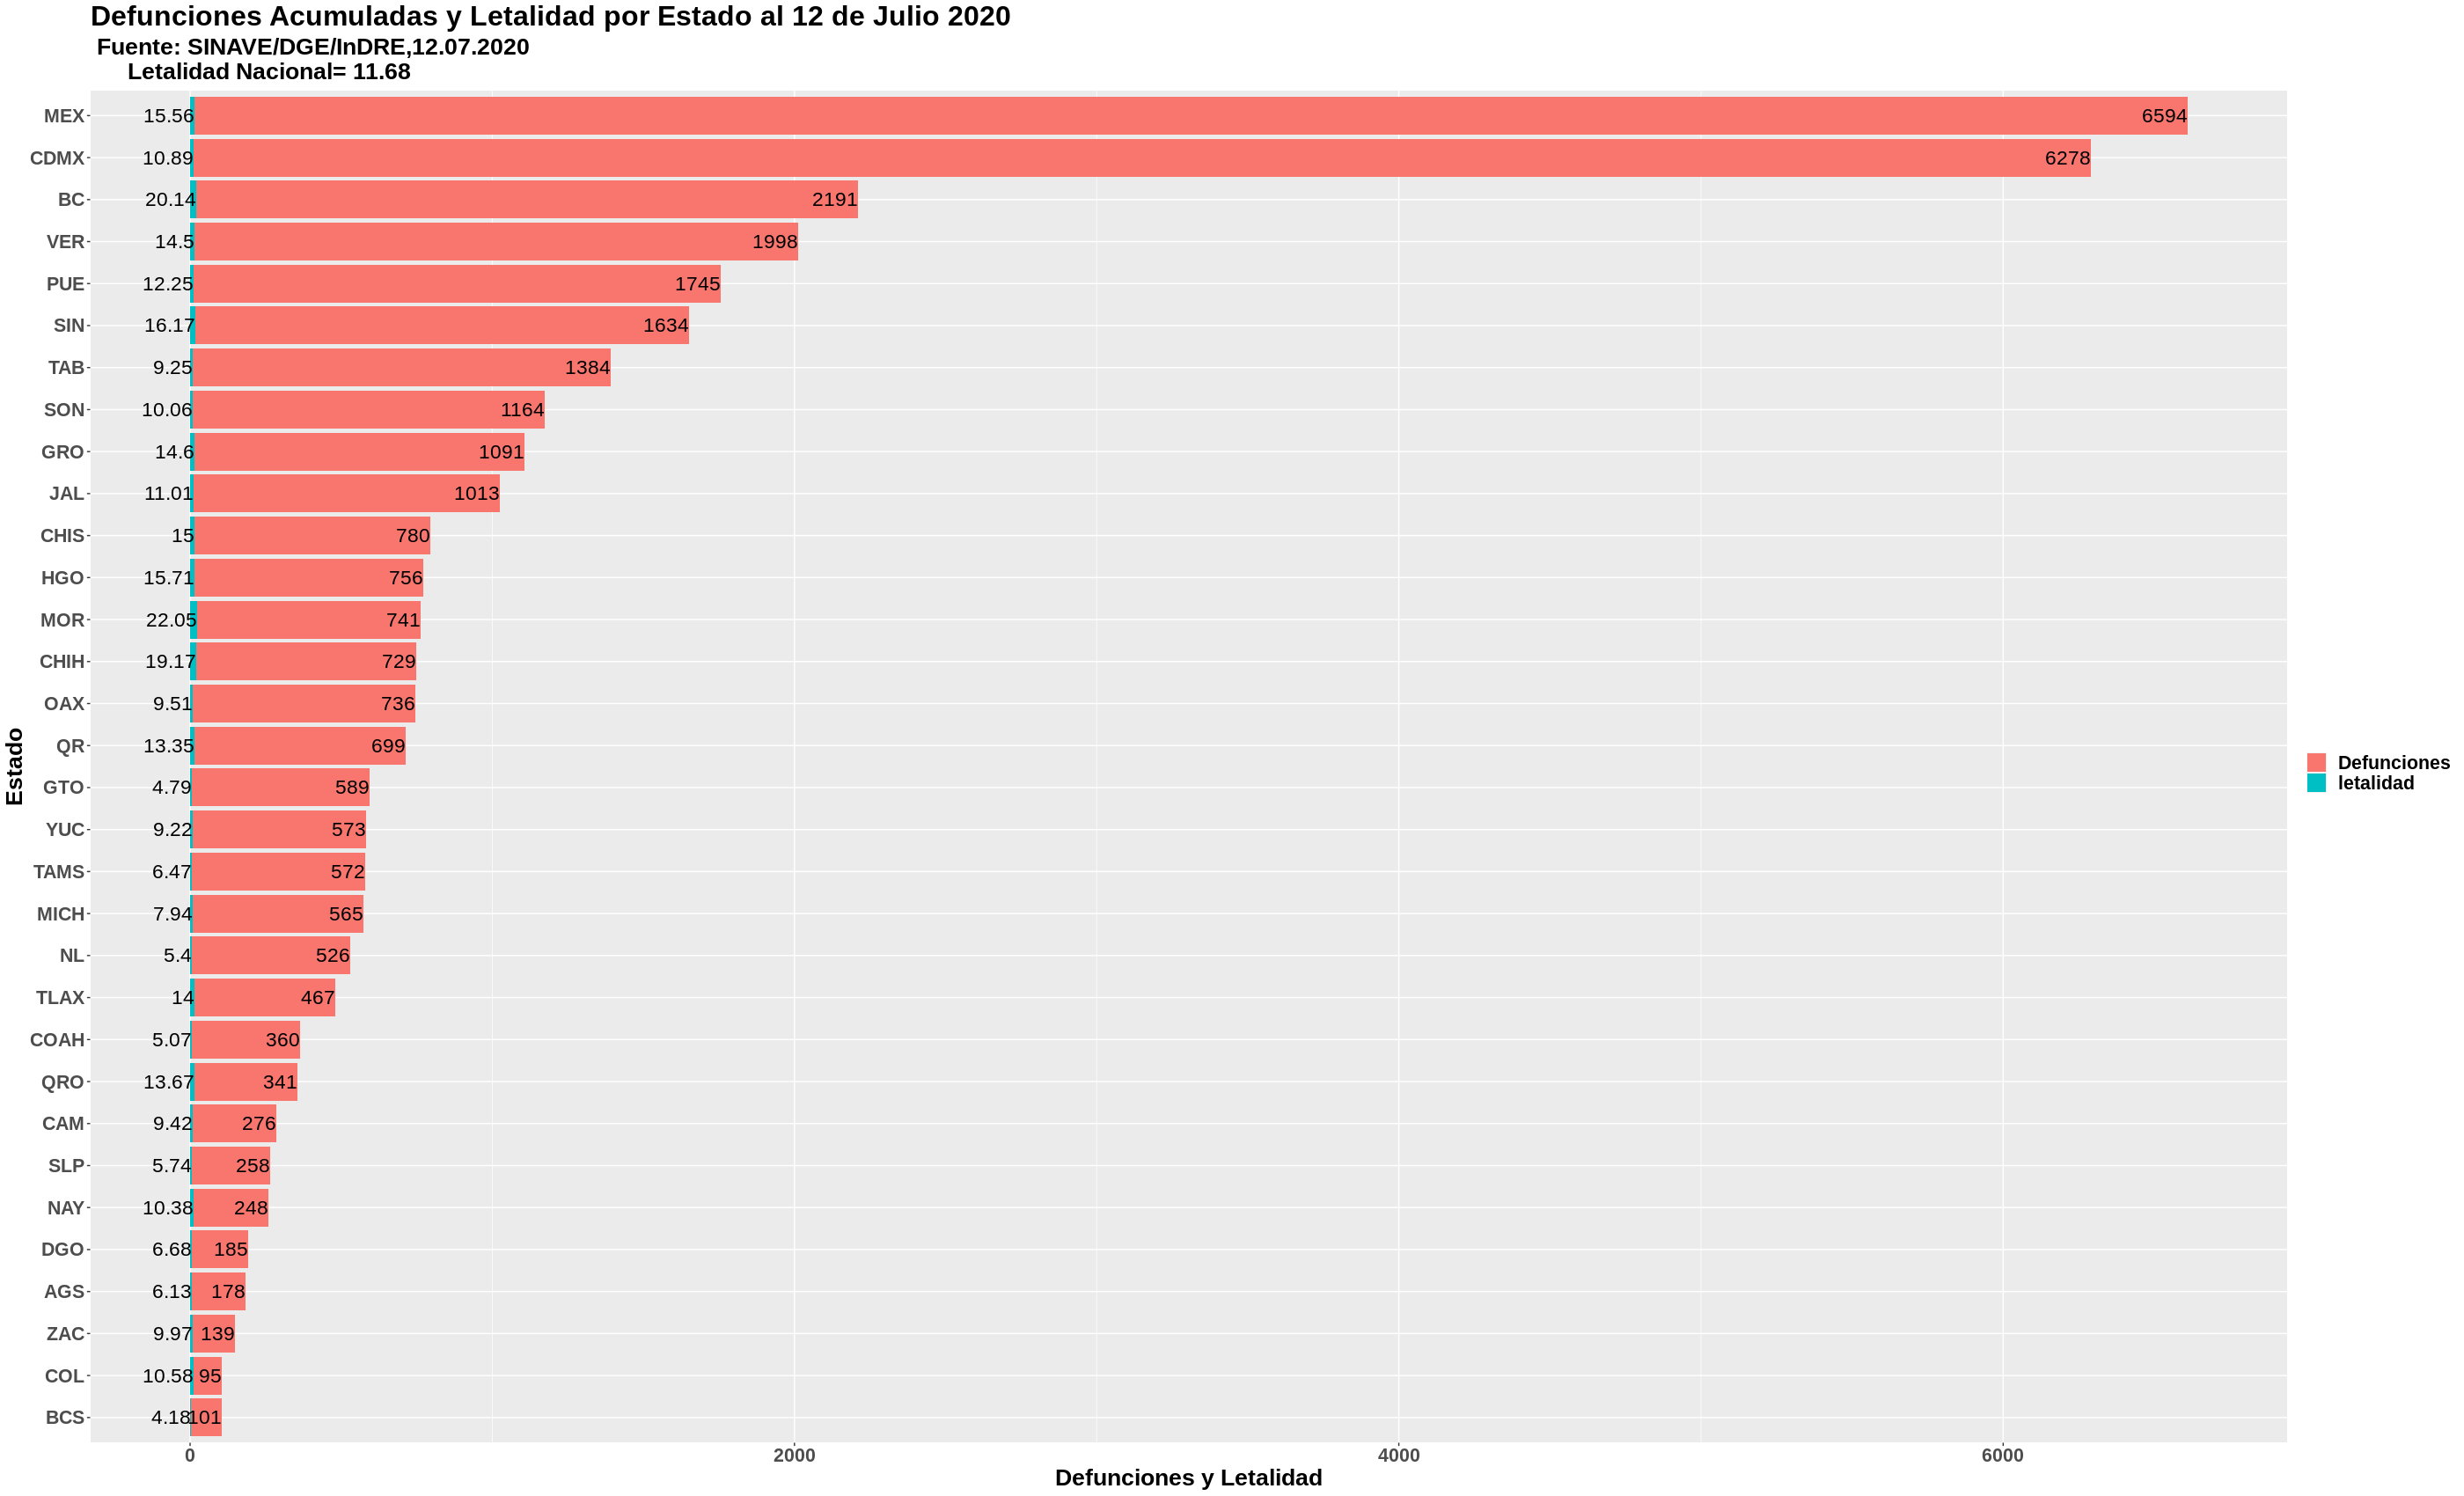 Defunciones Acumuladas y Letalidad por Estado al 12 de Julio 2020
Fuente: SINAVE/DGE/InDRE,12.07.2020
Letalidad Nacional= 11.68
MEX 15.56 6594
CDMX 10.89 6278
BC 20.14 2191
VER 14.5 1998
PUE 12.25 1745
SIN 16.17 1634
TAB 9.25 1384
SON 10.06 1164
GRO 14.6 1091
JAL 11.01 1013
CHIS 15 780
HGO 15.71 756
MOR 22.05 741
CHIH 19.17 729
OAX 9.51 736
QR 13.35 699
GTO 4.79 589
YUC 9.22 573
TAMS 6.47 572
MICH 7.94 565
NL 5.4 526
TLAX 14 467
COAH 5.07 360
QRO 13.67 341
CAM 9.42 276
SLP 5.74 258
NAY 10.38 248
DGO 6.68 185
AGS 6.13 178
ZAC 9.97 139
COL 10.58 95
BCS 4.18 101
0 2000 4000 6000
Defunciones y Letalidad
Estado
Defunciones
letalidad